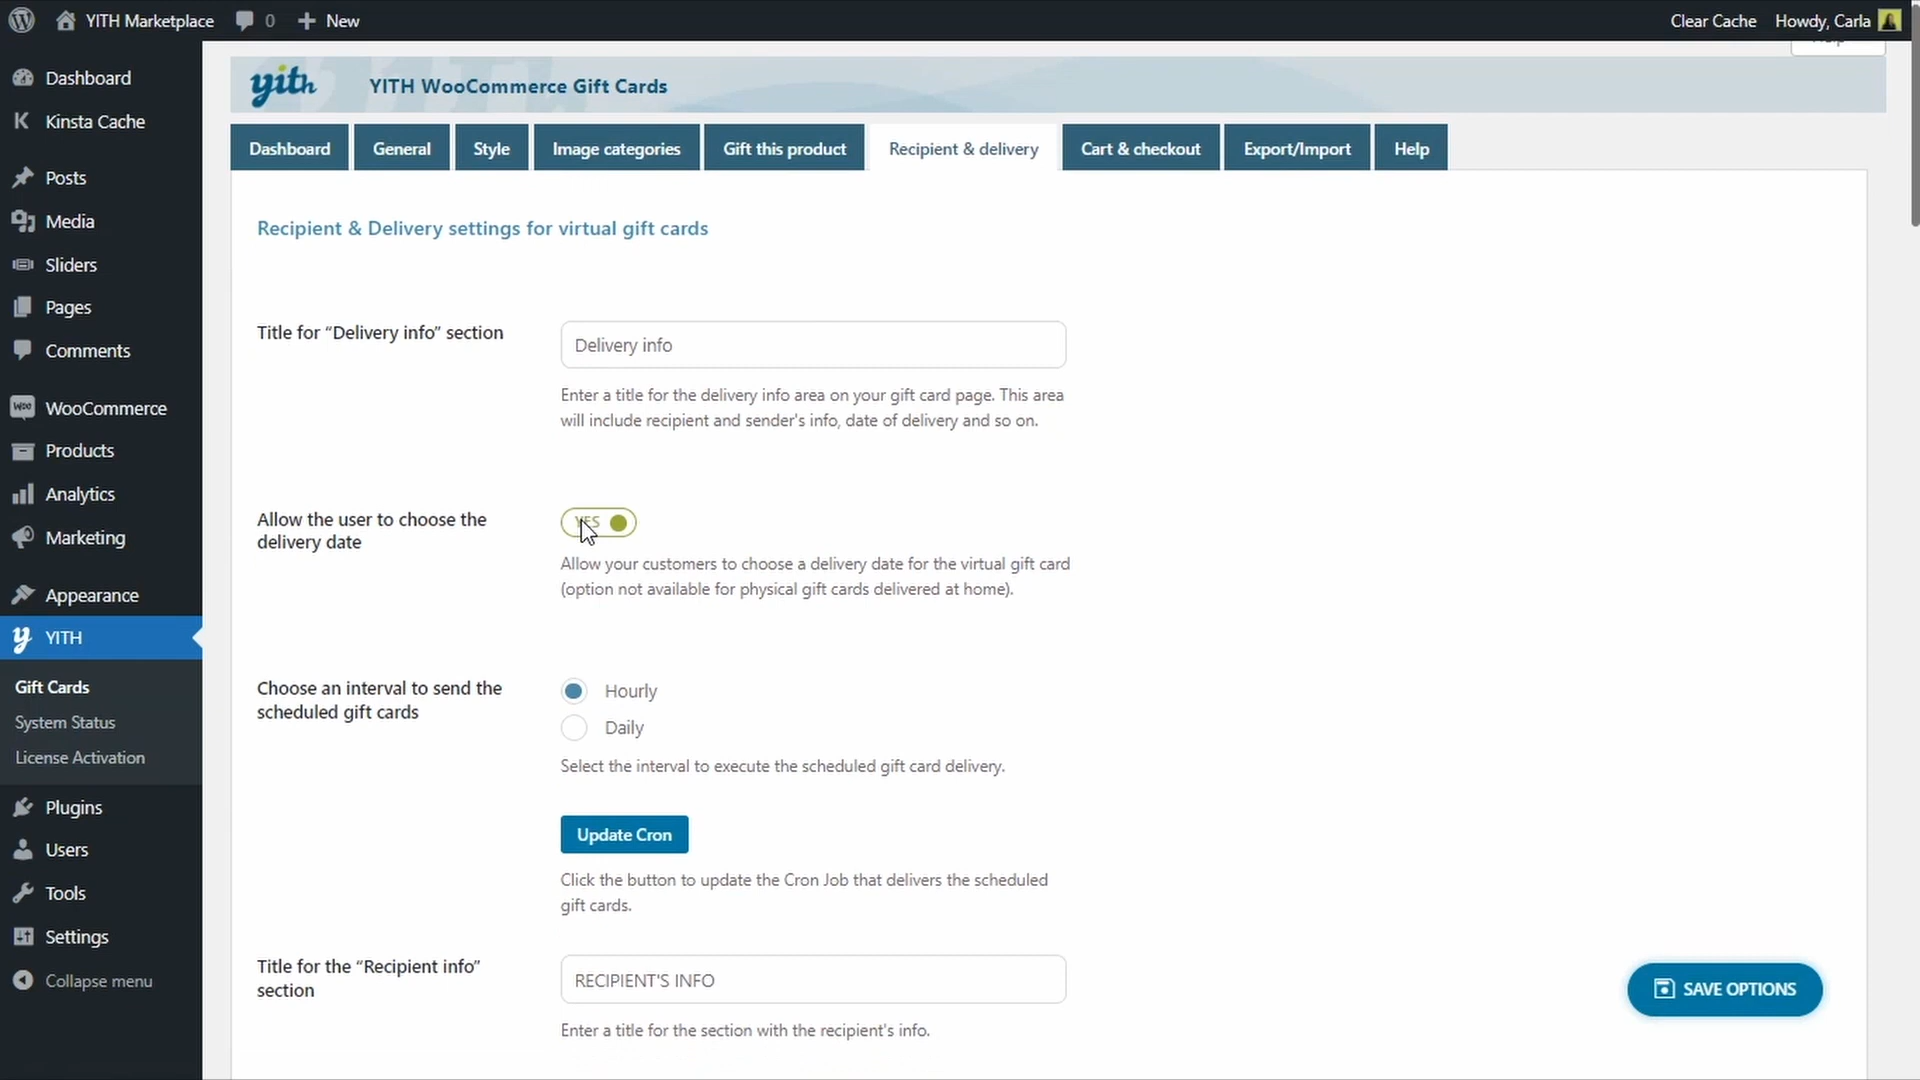 YITH Marketplace
0
New
Clear Cache
Howdy, Carla
Dashboard
Kinsta Cache
Posts
Media
Sliders
Pages
Comments
Woo
WooCommerce
Products
Analytics
Marketing
Appearance
YITH
Gift Cards
System Status
License Activation
Plugins
Users
Tools
Settings
Collapse menu
yith
YITH WooCommerce Gift Cards
Dashboard
General
Style
Image categories
Gift this product
Recipient & delivery
Cart & checkout
Export/Import
Help
Recipient & Delivery settings for virtual gift cards
Title for “Delivery info” section
Delivery info
Enter a title for the delivery info area on your gift card page. This area
will include recipient and sender's info, date of delivery and so on.
Allow the user to choose the
delivery date
YES
Allow your customers to choose a delivery date for the virtual gift card
(option not available for physical gift cards delivered at home).
Choose an interval to send the
scheduled gift cards
Hourly
Daily
Select the interval to execute the scheduled gift card delivery.
Update Cron
Click the button to update the Cron Job that delivers the scheduled
gift cards.
Title for the “Recipient info”
section
RECIPIENT'S INFO
Enter a title for the section with the recipient's info.
SAVE OPTIONS